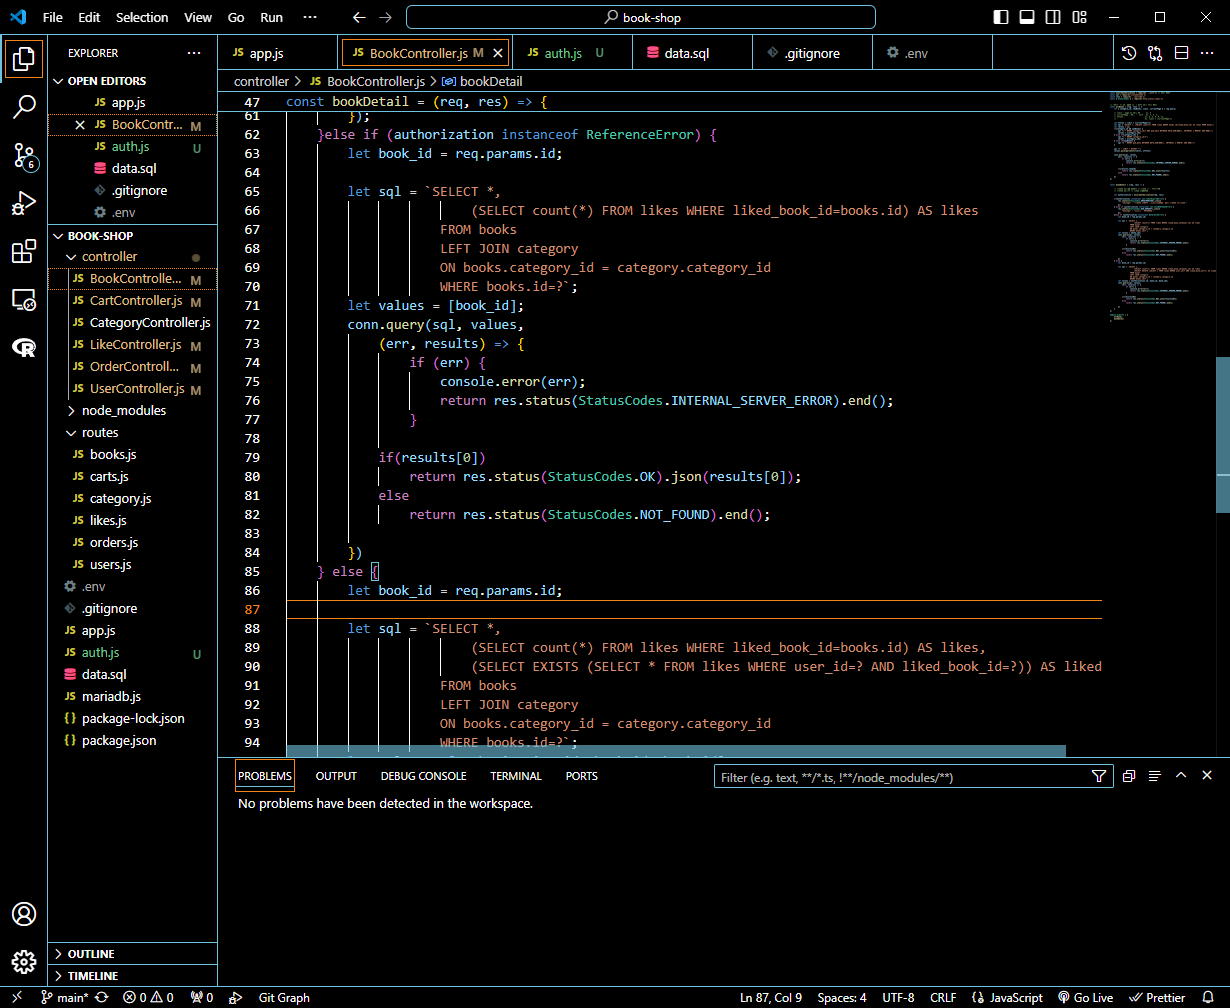 File Edit Selection View Go Run ··· book-shop
EXPLORER ···
OPEN EDITORS
JS app.js
JS BookContr... M
JS auth.js U
data.sql
.gitignore
.env
BOOK-SHOP
controller
JS BookControlle... M
JS CartController.js M
JS CategoryController.js
JS LikeController.js M
JS OrderControll... M
JS UserController.js M
node_modules
routes
JS books.js
JS carts.js
JS category.js
JS likes.js
JS orders.js
JS users.js
.env
.gitignore
JS app.js
JS auth.js U
data.sql
JS mariadb.js
{} package-lock.json
{} package.json
OUTLINE
TIMELINE
JS app.js JS BookController.js M JS auth.js U data.sql .gitignore .env
controller > JS BookController.js > bookDetail
47 const bookDetail = (req, res) => {
61 });
62 }else if (authorization instanceof ReferenceError) {
63 let book_id = req.params.id;
64
65 let sql = `SELECT *,
66 (SELECT count(*) FROM likes WHERE liked_book_id=books.id) AS likes
67 FROM books
68 LEFT JOIN category
69 ON books.category_id = category.category_id
70 WHERE books.id=?`;
71 let values = [book_id];
72 conn.query(sql, values,
73 (err, results) => {
74 if (err) {
75 console.error(err);
76 return res.status(StatusCodes.INTERNAL_SERVER_ERROR).end();
77 }
78
79 if(results[0])
80 return res.status(StatusCodes.OK).json(results[0]);
81 else
82 return res.status(StatusCodes.NOT_FOUND).end();
83
84 })
85 } else {
86 let book_id = req.params.id;
87
88 let sql = `SELECT *,
89 (SELECT count(*) FROM likes WHERE liked_book_id=books.id) AS likes,
90 (SELECT EXISTS (SELECT * FROM likes WHERE user_id=? AND liked_book_id=?)) AS liked
91 FROM books
92 LEFT JOIN category
93 ON books.category_id = category.category_id
94 WHERE books.id=?`;
PROBLEMS OUTPUT DEBUG CONSOLE TERMINAL PORTS Filter (e.g. text, **/*.ts, !**/node_modules/**)
No problems have been detected in the workspace.
6
main* 0 0 0 Git Graph Ln 87, Col 9 Spaces: 4 UTF-8 CRLF {} JavaScript Go Live Prettier